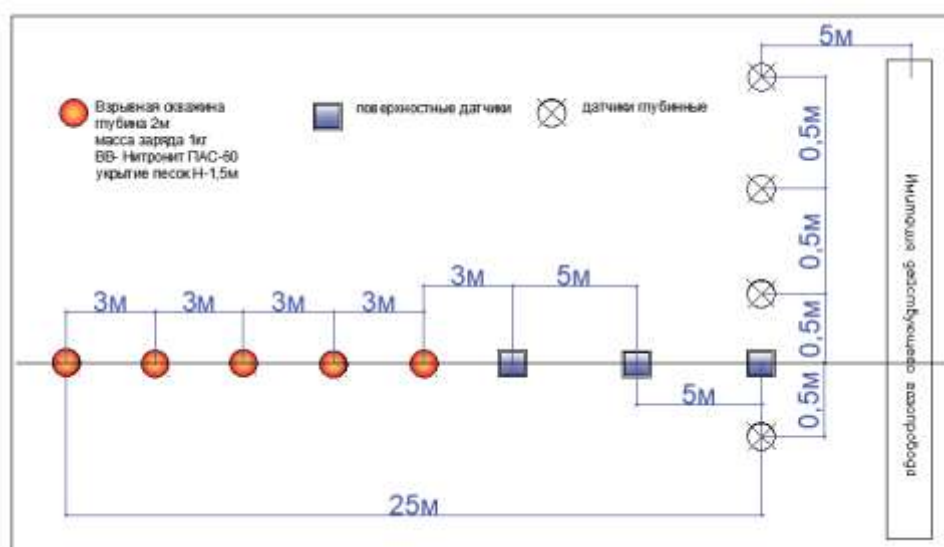 5м
Взрывная скважина
глубина 2м
масса заряда 1кг
ВВ- Нитронит ПАС-60
укрытие песок Н-1,5м
поверхностные датчики
датчики глубинные
0,5м
0,5м
0,5м
0,5м
3м
3м
3м
3м
3м
5м
5м
25м
Имитация действующего газопровода